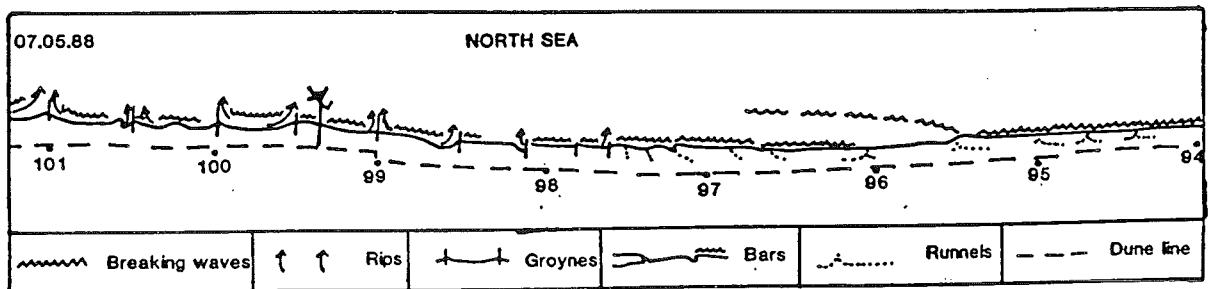 07.05.88 NORTH SEA
101 100 99 98 97 96 95 94
Breaking waves Rips Groynes Bars Runnels Dune line